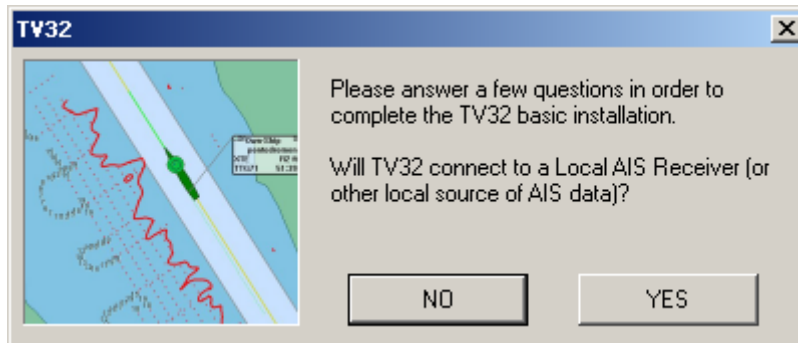 TV32
Please answer a few questions in order to
complete the TV32 basic installation.
Will TV32 connect to a Local AIS Receiver (or
other local source of AIS data)?
NO
YES